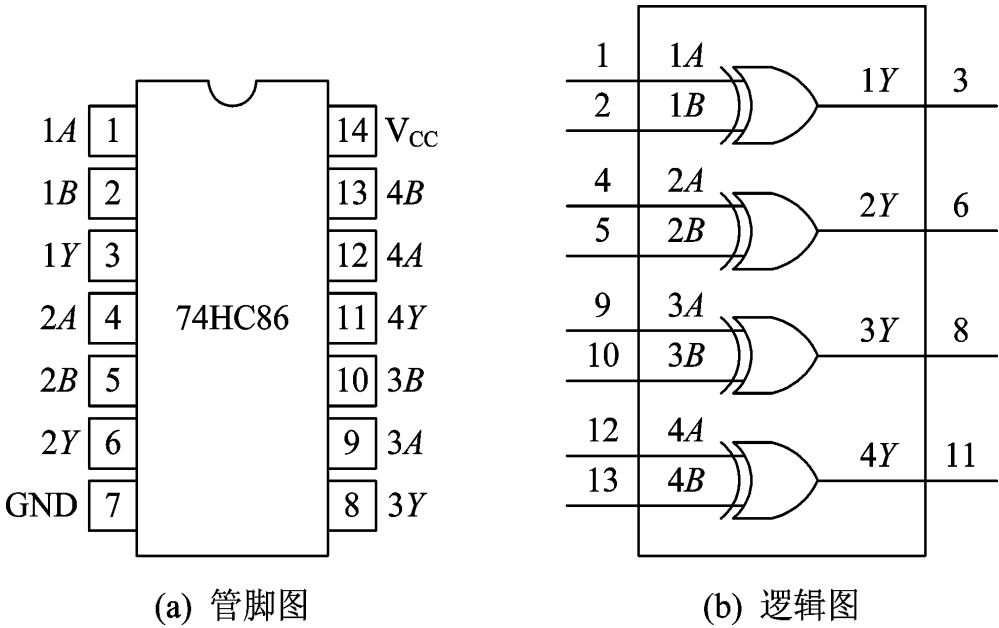 1A 1 14 VCC
1B 2 13 4B
1Y 3 12 4A
2A 4 74HC86 11 4Y
2B 5 10 3B
2Y 6 9 3A
GND 7 8 3Y
(a) 管脚图
1 1A 1Y 3
2 1B
4 2A 2Y 6
5 2B
9 3A 3Y 8
10 3B
12 4A 4Y 11
13 4B
(b) 逻辑图